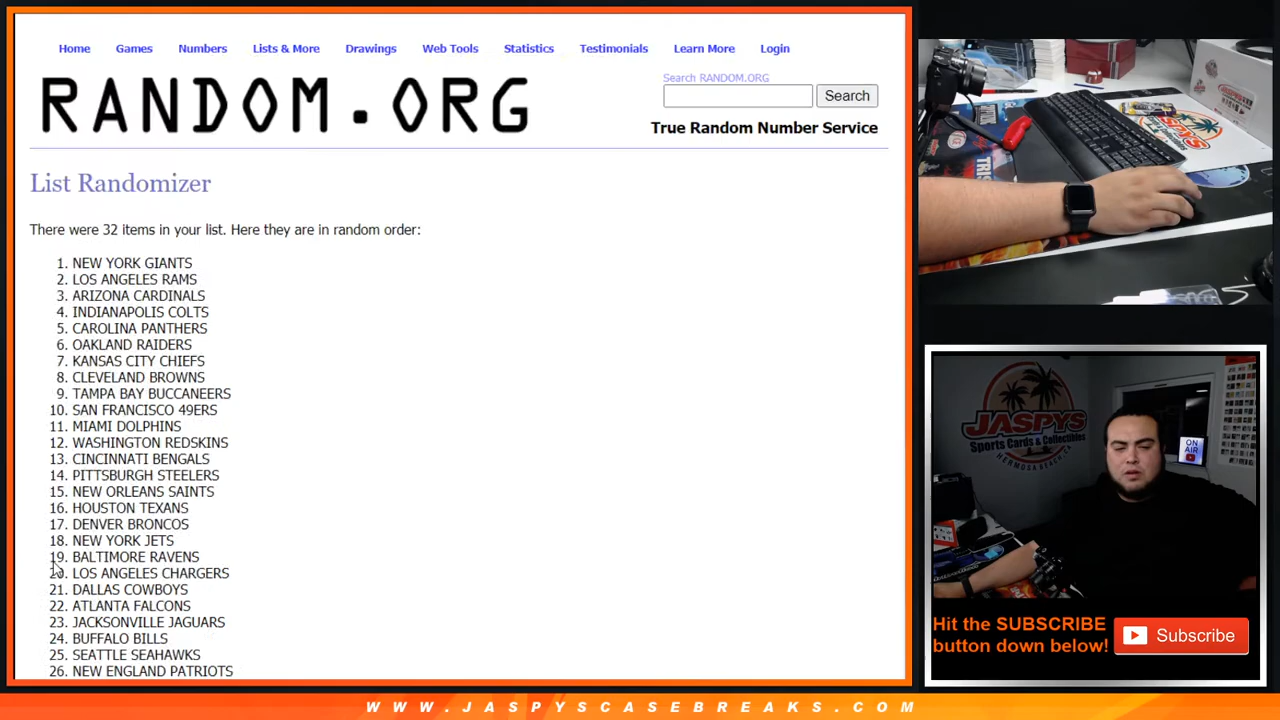 Home Games Numbers Lists & More Drawings Web Tools Statistics Testimonials Learn More Login
RANDOM.ORG
Search RANDOM.ORG
Search
True Random Number Service
List Randomizer
There were 32 items in your list. Here they are in random order:
1. NEW YORK GIANTS
2. LOS ANGELES RAMS
3. ARIZONA CARDINALS
4. INDIANAPOLIS COLTS
5. CAROLINA PANTHERS
6. OAKLAND RAIDERS
7. KANSAS CITY CHIEFS
8. CLEVELAND BROWNS
9. TAMPA BAY BUCCANEERS
10. SAN FRANCISCO 49ERS
11. MIAMI DOLPHINS
12. WASHINGTON REDSKINS
13. CINCINNATI BENGALS
14. PITTSBURGH STEELERS
15. NEW ORLEANS SAINTS
16. HOUSTON TEXANS
17. DENVER BRONCOS
18. NEW YORK JETS
19. BALTIMORE RAVENS
20. LOS ANGELES CHARGERS
21. DALLAS COWBOYS
22. ATLANTA FALCONS
23. JACKSONVILLE JAGUARS
24. BUFFALO BILLS
25. SEATTLE SEAHAWKS
26. NEW ENGLAND PATRIOTS
JASPYS
JASPYS
Sports Cards & Collectibles
HERMOSA BEACH, CA
ON
AIR
Hit the SUBSCRIBE
button down below!
Subscribe
WWW.JASPYSCASEBREAKS.COM